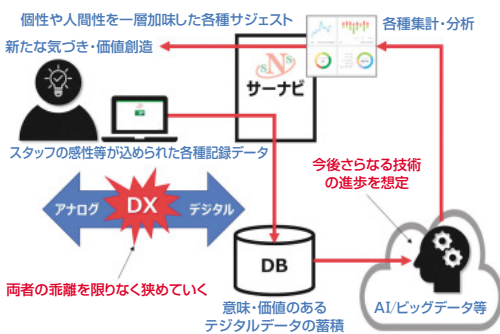 個性や人間性を一層加味した各種サジェスト
各種集計・分析
新たな気づき・価値創造
SNS
サーナビ
スタッフの感性等が込められた各種記録データ
今後さらなる技術
の進歩を想定
アナログ
DX
デジタル
DB
両者の乖離を限りなく狭めていく
意味・価値のある
デジタルデータの蓄積
AI/ビッグデータ等